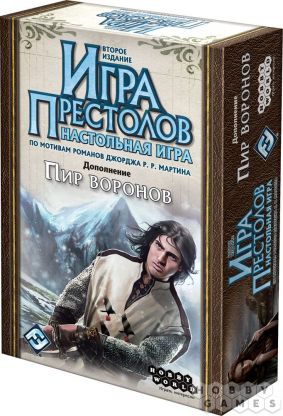 ВТОРОЕ
ИЗДАНИЕ
ИГРА
ПРЕСТОЛОВ
НАСТОЛЬНАЯ ИГРА
ПО МОТИВАМ РОМАНОВ ДЖОРДЖА Р. Р. МАРТИНА
Дополнение
ПИР ВОРОНОВ
HOBBY
WORLD
Дополнение
ПИР ВОРОНОВ
ИГРА
ПРЕСТОЛОВ
НАСТОЛЬНАЯ ИГРА
HOBBY
GAMES